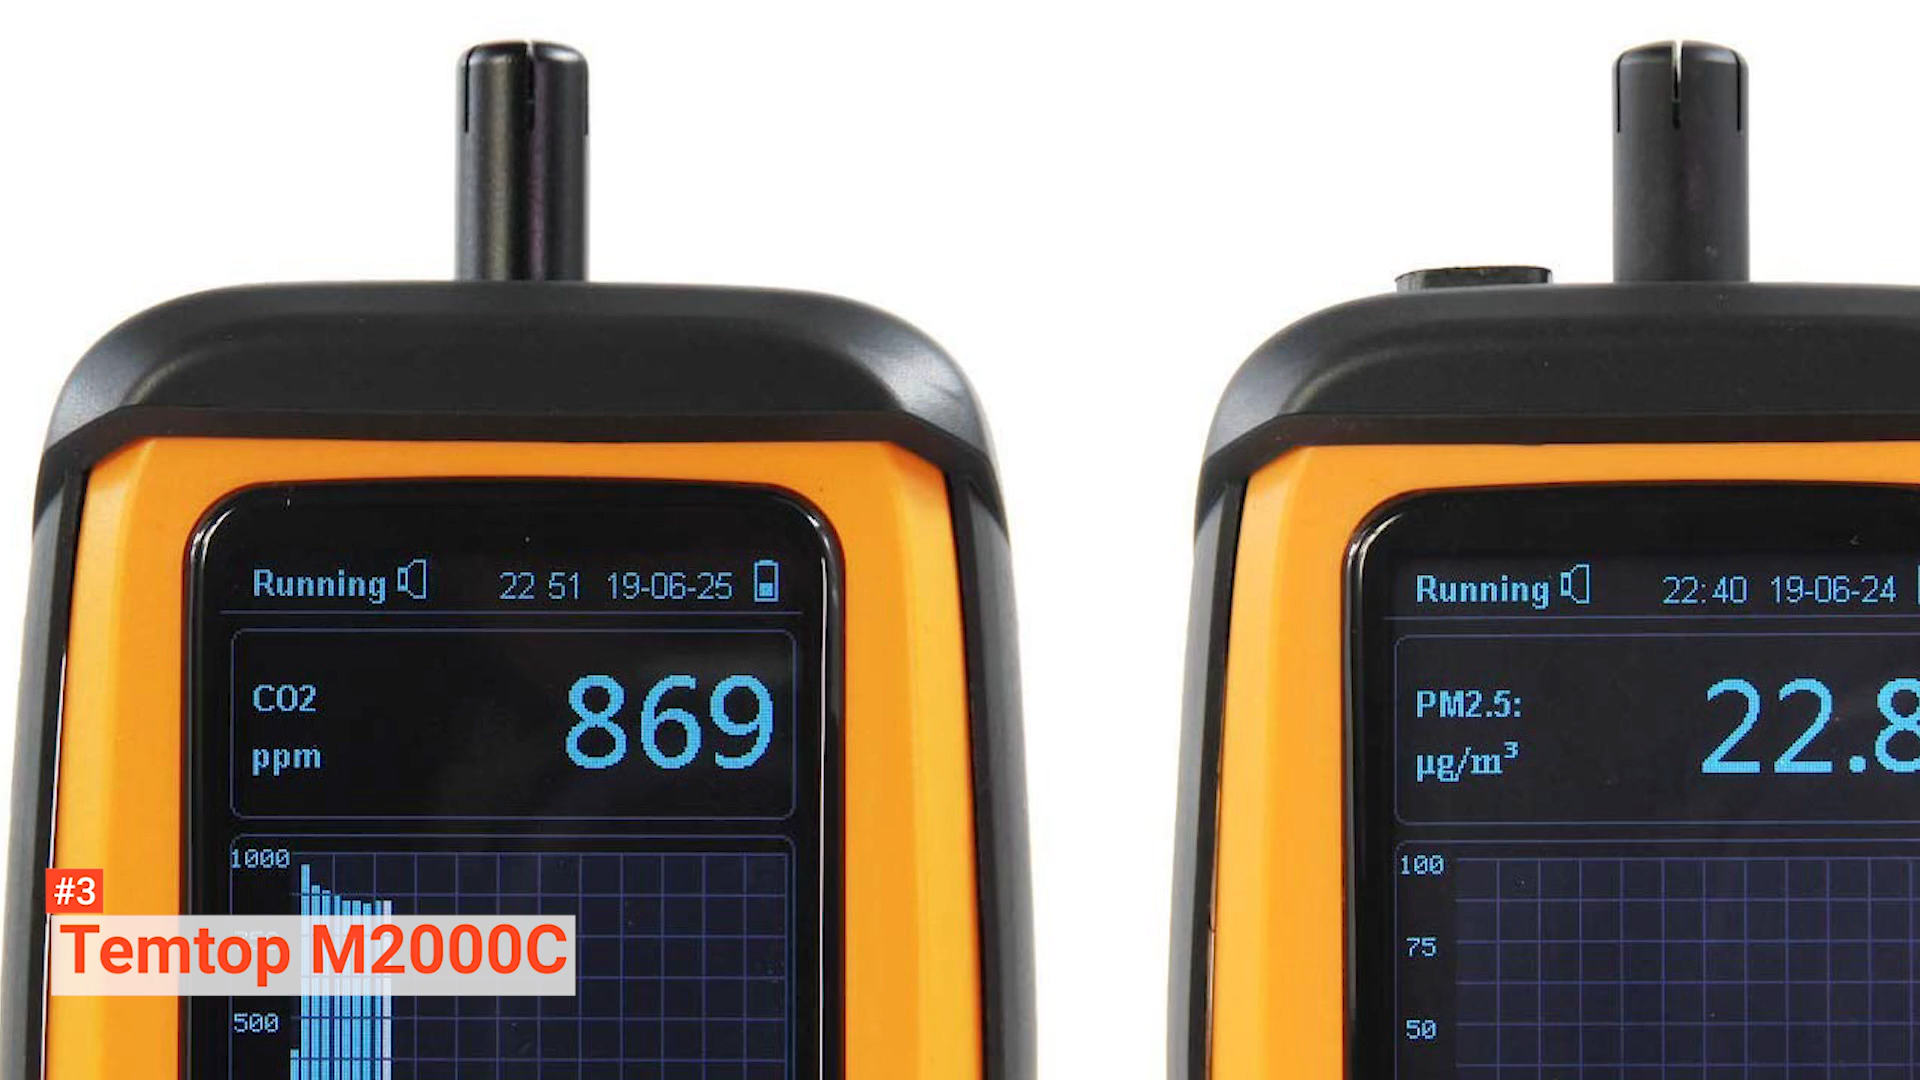 Running 22 51 19-06-25
CO2 869
ppm
1000
500
#3
Temtop M2000C
Running 22:40 19-06-24
PM2.5: 22.8
µg/m³
100
75
50